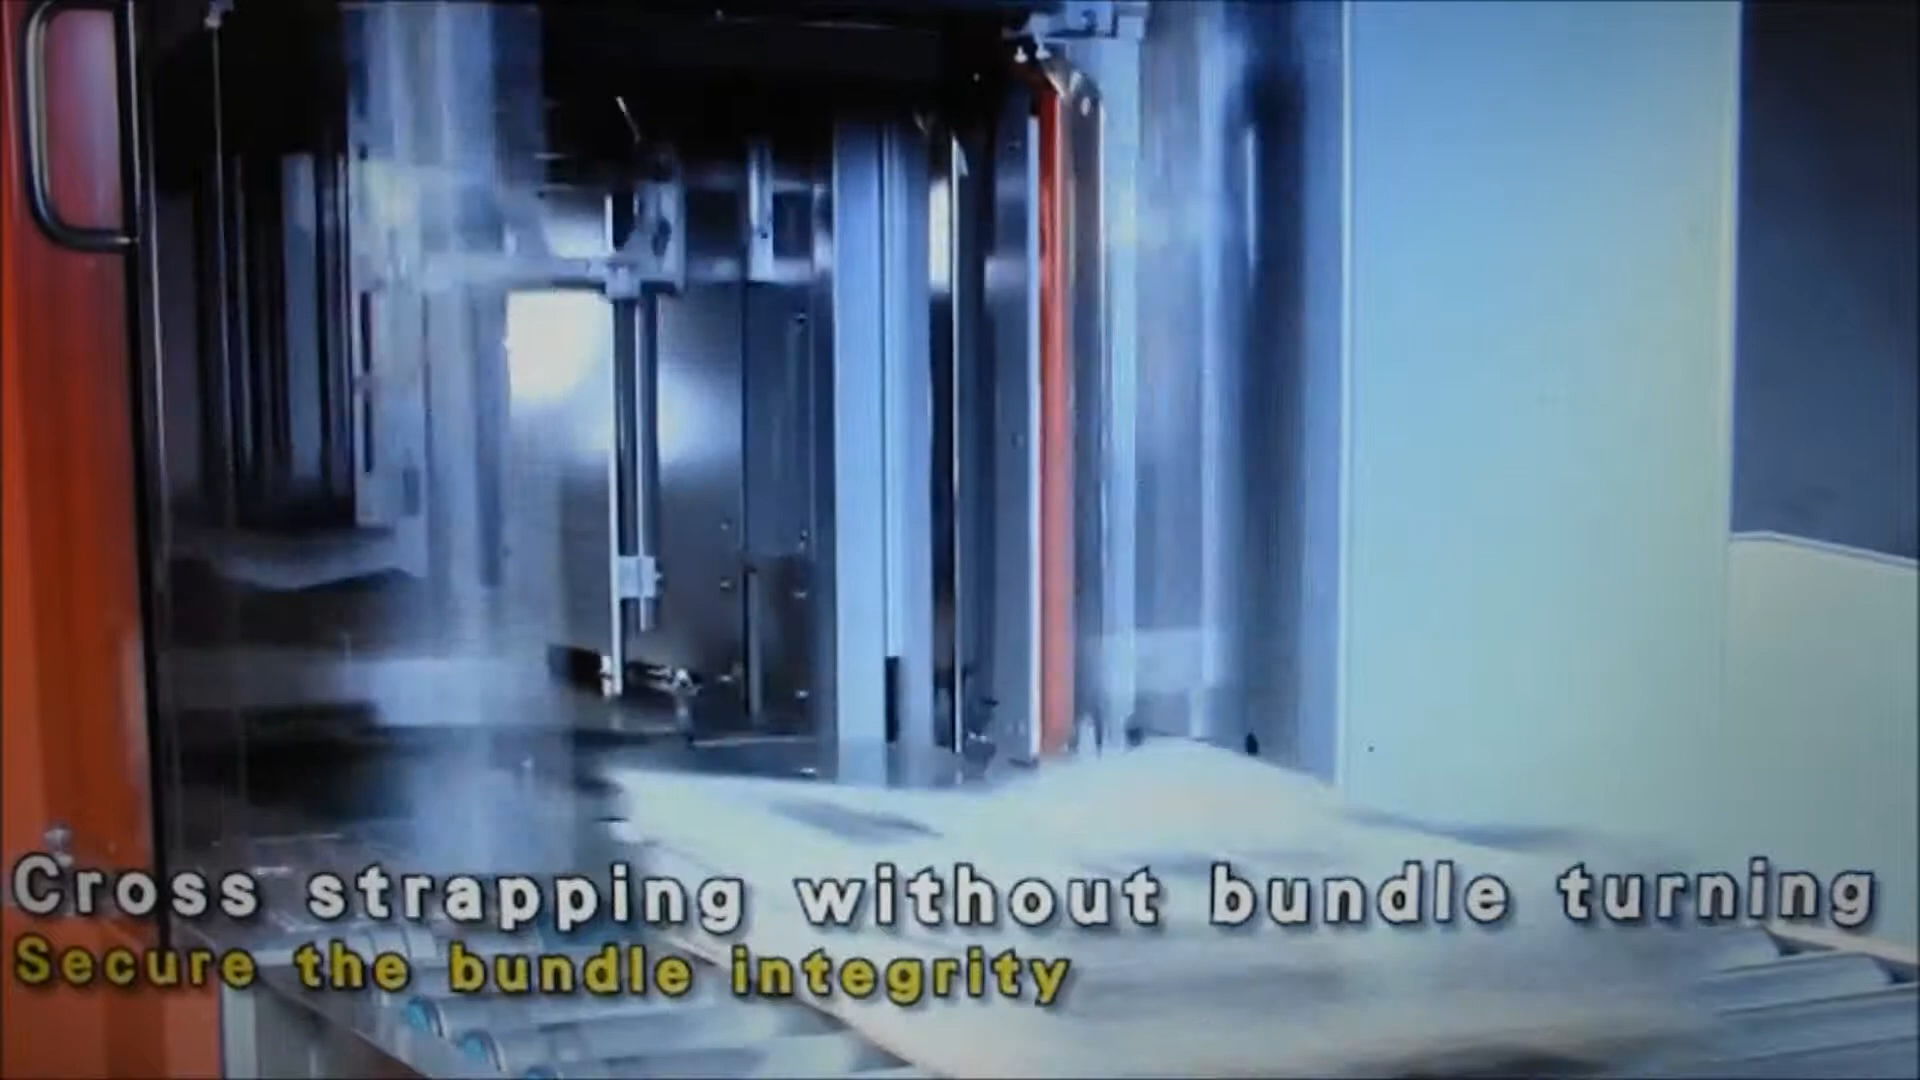 Cross strapping without bundle turning
Secure the bundle integrity